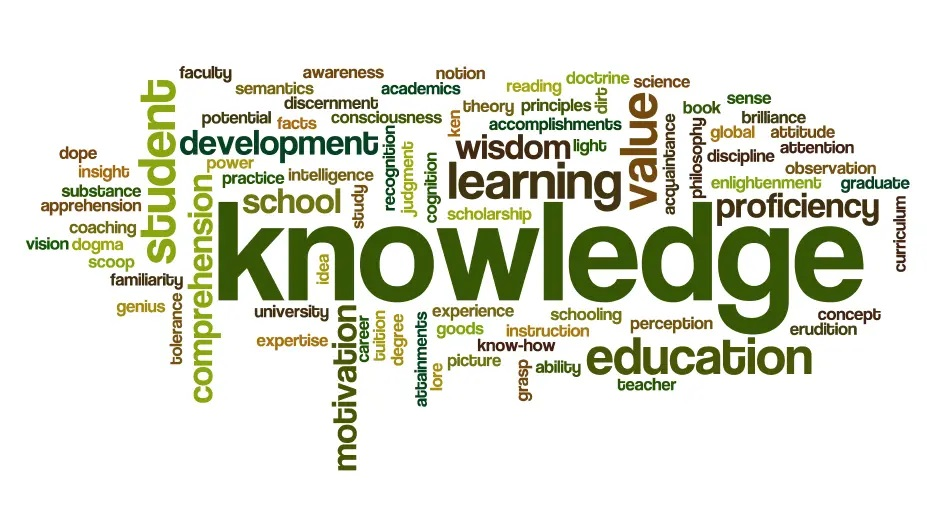 faculty
awareness
notion
semantics
academics
reading
doctrine
science
discernment
theory
principles
dirt
book
sense
potential
facts
consciousness
ken
accomplishments
value
global
brilliance
attitude
student
development
recognition
wisdom
light
acquaintance
philosophy
discipline
attention
dope
insight
power
judgment
cognition
observation
substance
practice
intelligence
learning
enlightenment
graduate
apprehension
comprehension
school
study
scholarship
proficiency
curriculum
coaching
vision
dogma
knowledge
scoop
idea
familiarity
genius
tolerance
university
motivation
career
tuition
degree
attainments
experience
schooling
perception
concept
erudition
expertise
goods
instruction
know-how
education
lore
picture
grasp
ability
teacher